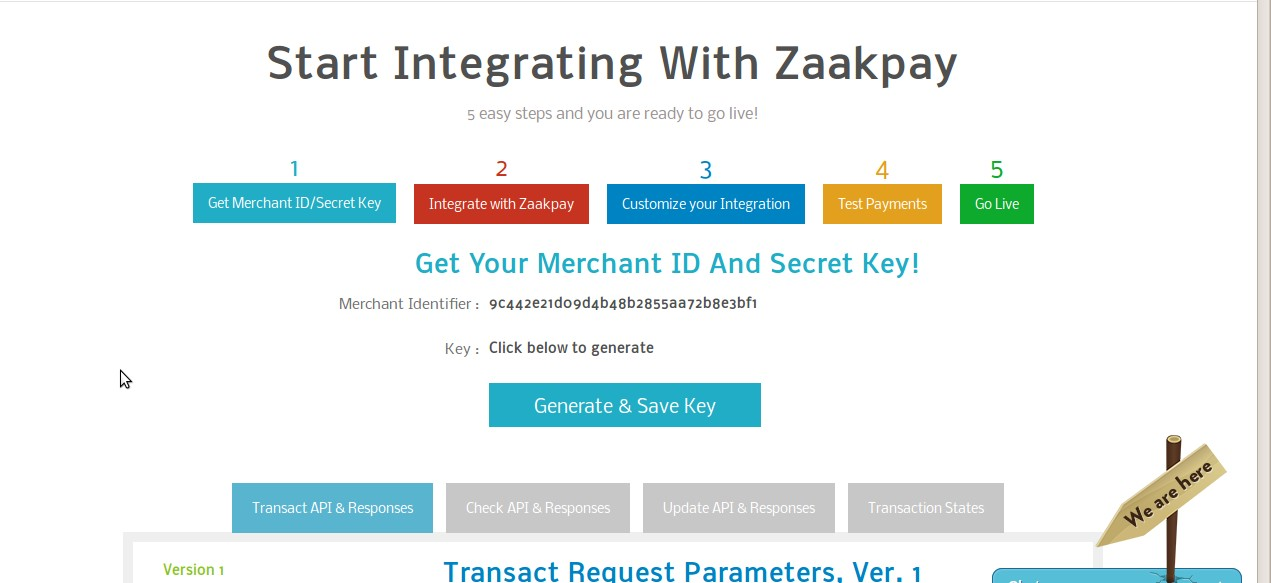 Start Integrating With Zaakpay
5 easy steps and you are ready to go live!
1 2 3 4 5
Get Merchant ID/Secret Key Integrate with Zaakpay Customize your Integration Test Payments Go Live
Get Your Merchant ID And Secret Key!
Merchant Identifier : 9c442e21d09d4b48b2855aa72b8e3bf1
Key : Click below to generate
Generate & Save Key
We are here
Transact API & Responses Check API & Responses Update API & Responses Transaction States
Version 1
Transact Request Parameters, Ver. 1